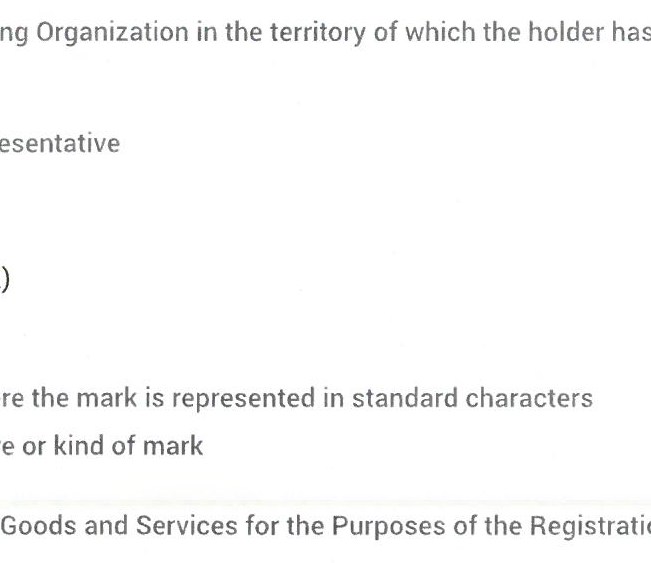 ng Organization in the territory of which the holder has
esentative
)
re the mark is represented in standard characters
e or kind of mark
Goods and Services for the Purposes of the Registratio